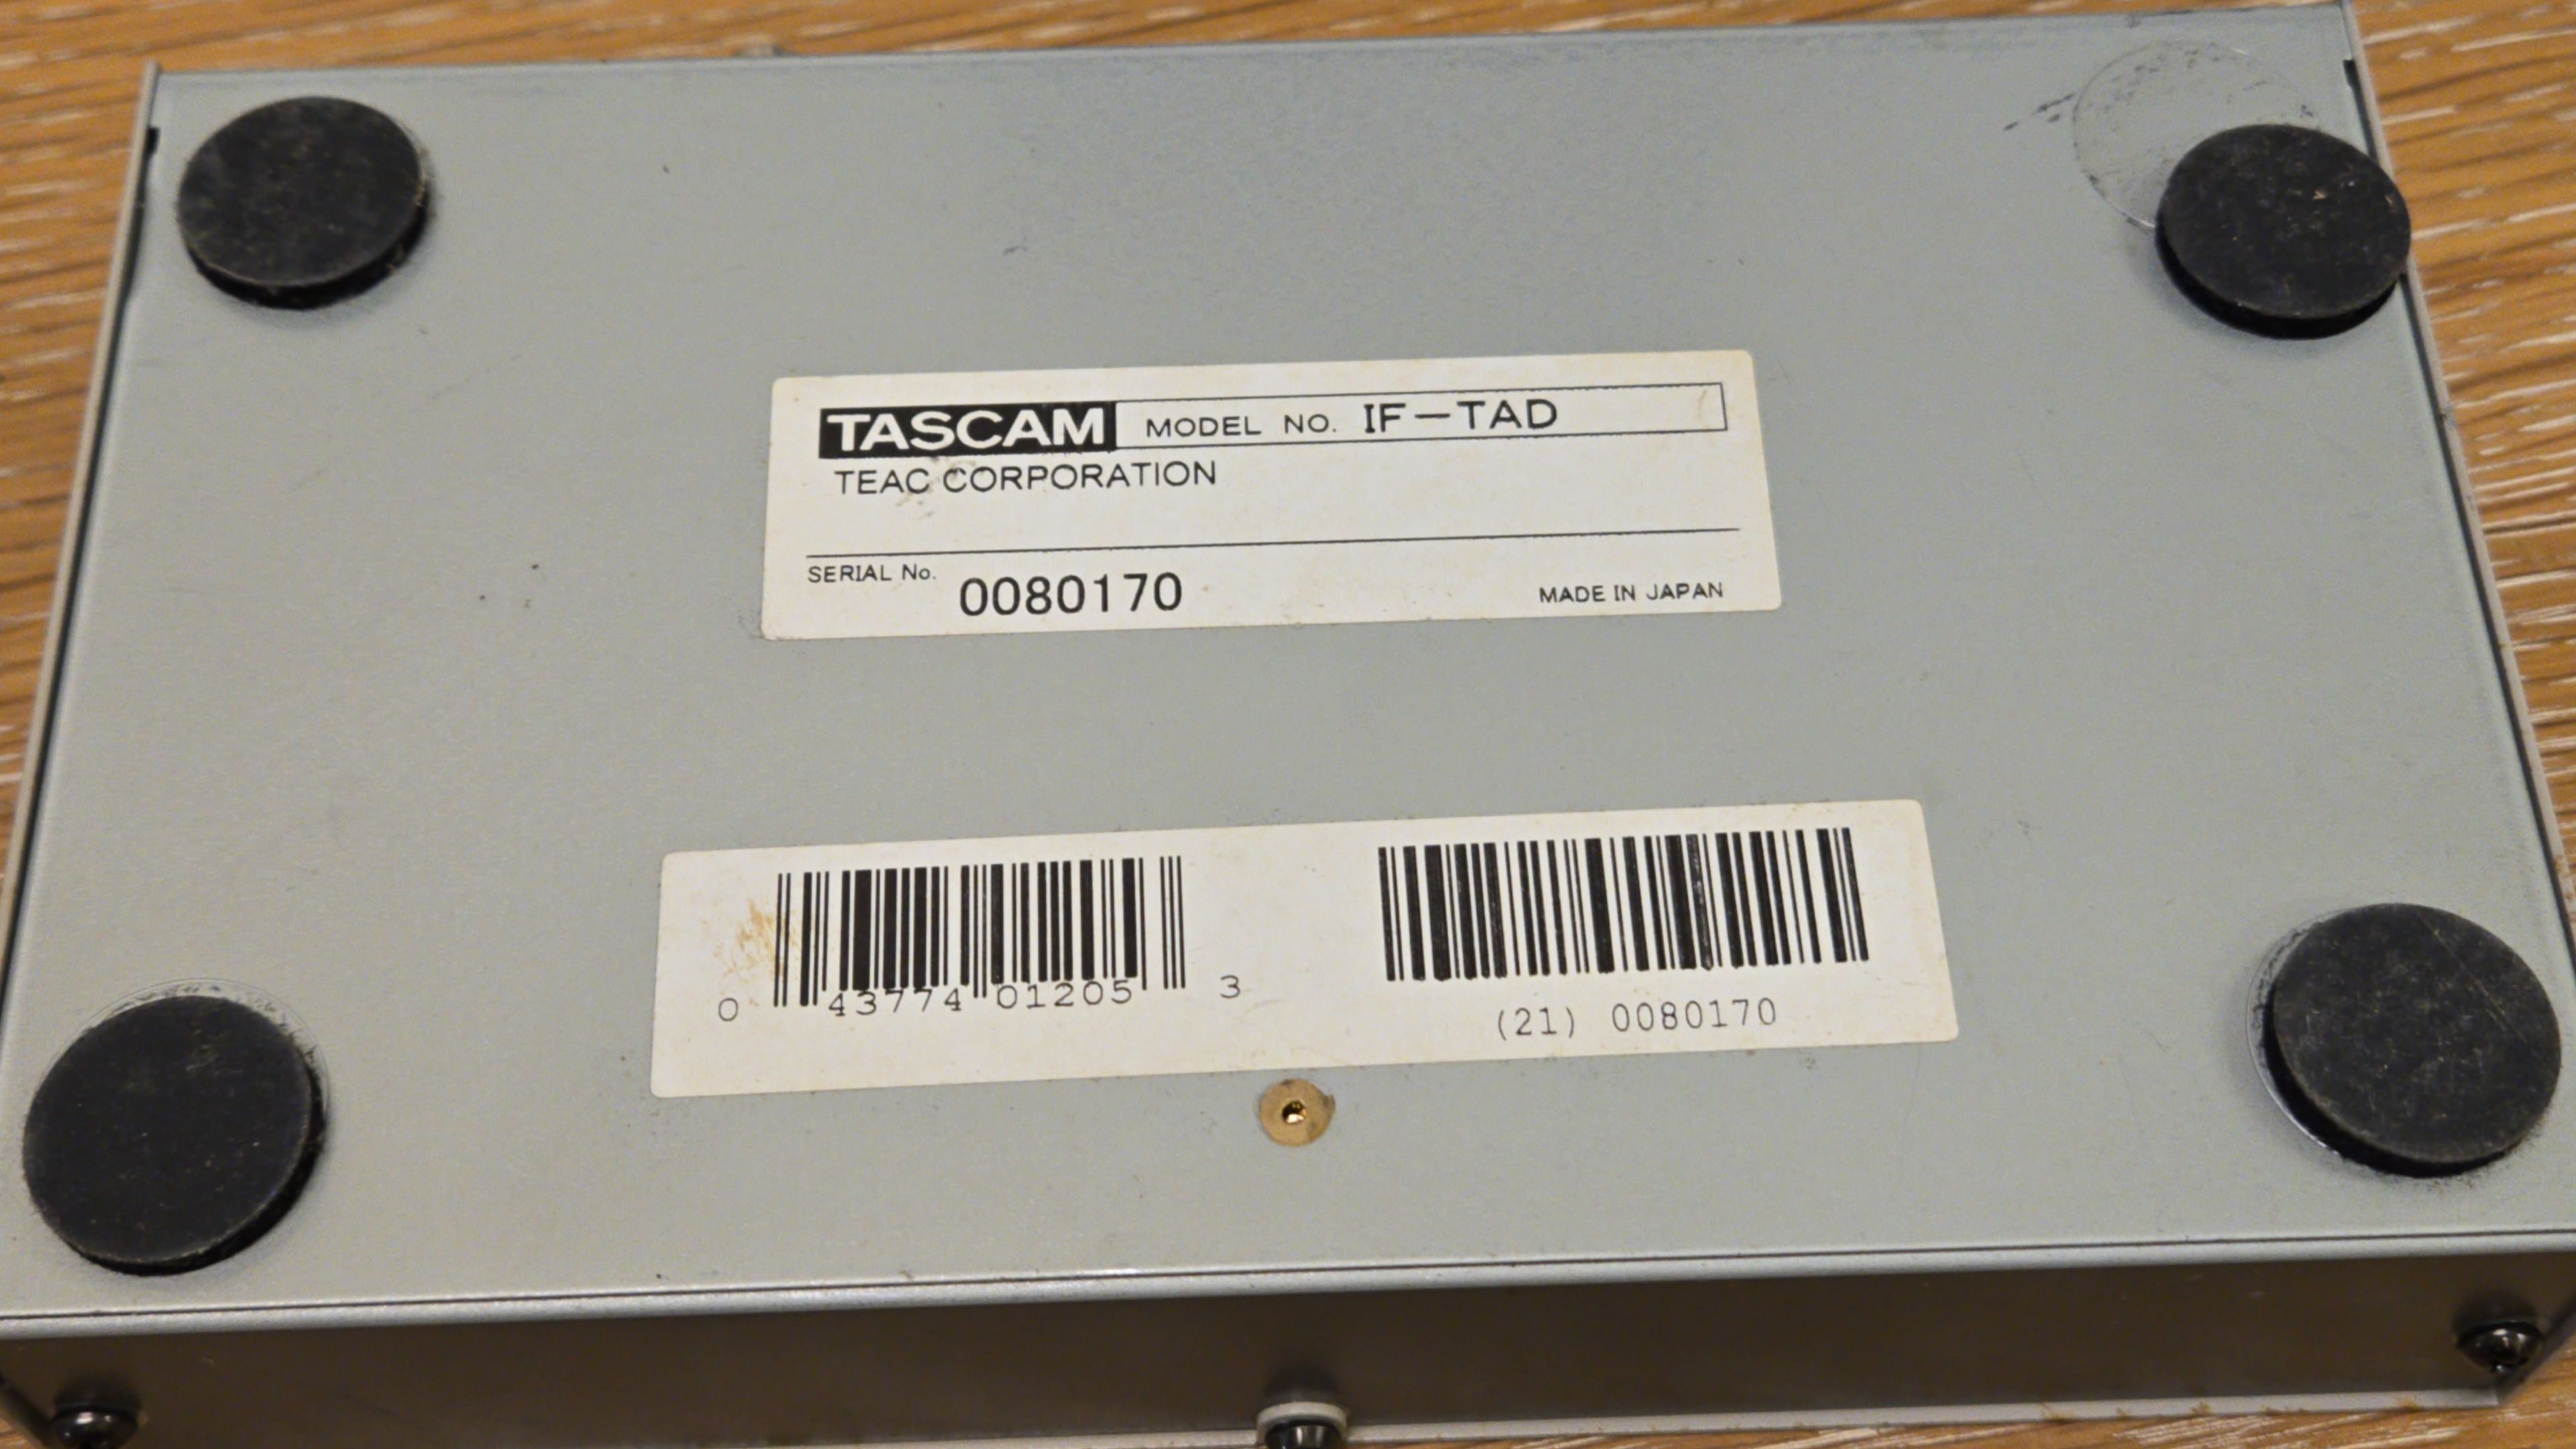 TASCAM MODEL NO. IF-TAD
TEAC CORPORATION
SERIAL No. 0080170 MADE IN JAPAN
0 43774 01205 3
(21) 0080170